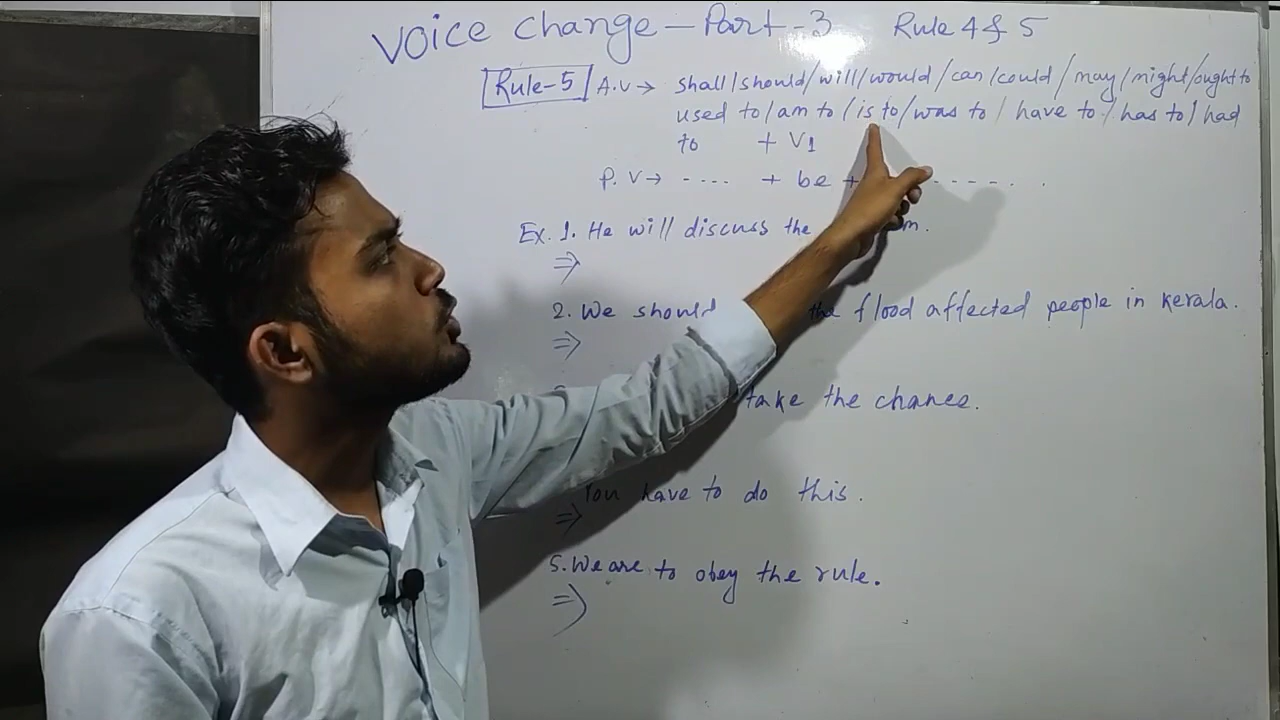 Voice Change - Part - 3 Rule 4 & 5
Rule-5 A.V → shall/should/will/would/can/could/may/might/ought to
used to/am to/is to/was to/have to/has to/had
to + V1
P.V → .... + be + ------.
Ex. 1. He will discuss the
⇒
2. We should the flood affected people in Kerala.
⇒
take the chance.
You have to do this.
⇒
5. We are to obey the rule.
⇒